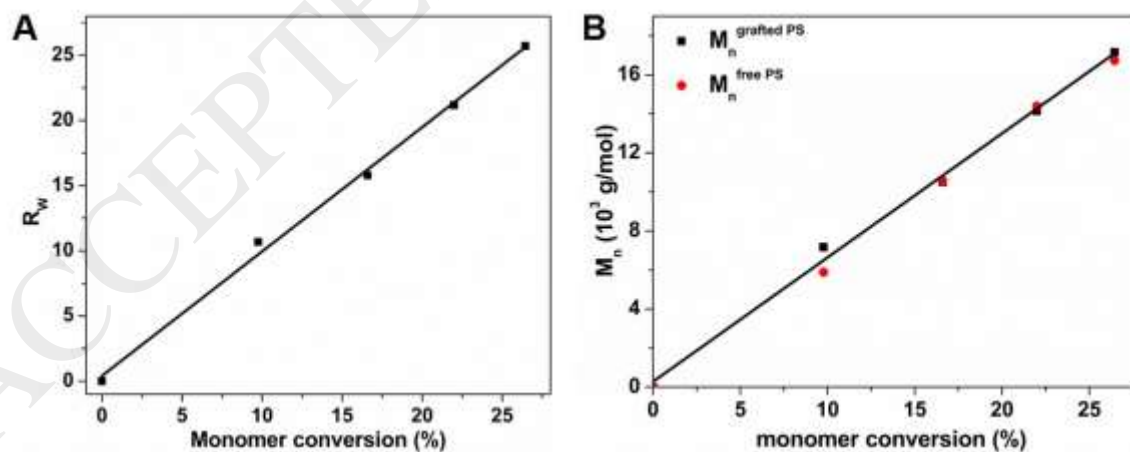 A
R_W
25
20
15
10
5
0
0 5 10 15 20 25
Monomer conversion (%)
B
M_n^grafted PS
M_n^free PS
M_n (10^3 g/mol)
16
12
8
4
0
0 5 10 15 20 25
monomer conversion (%)
ACCEPTE